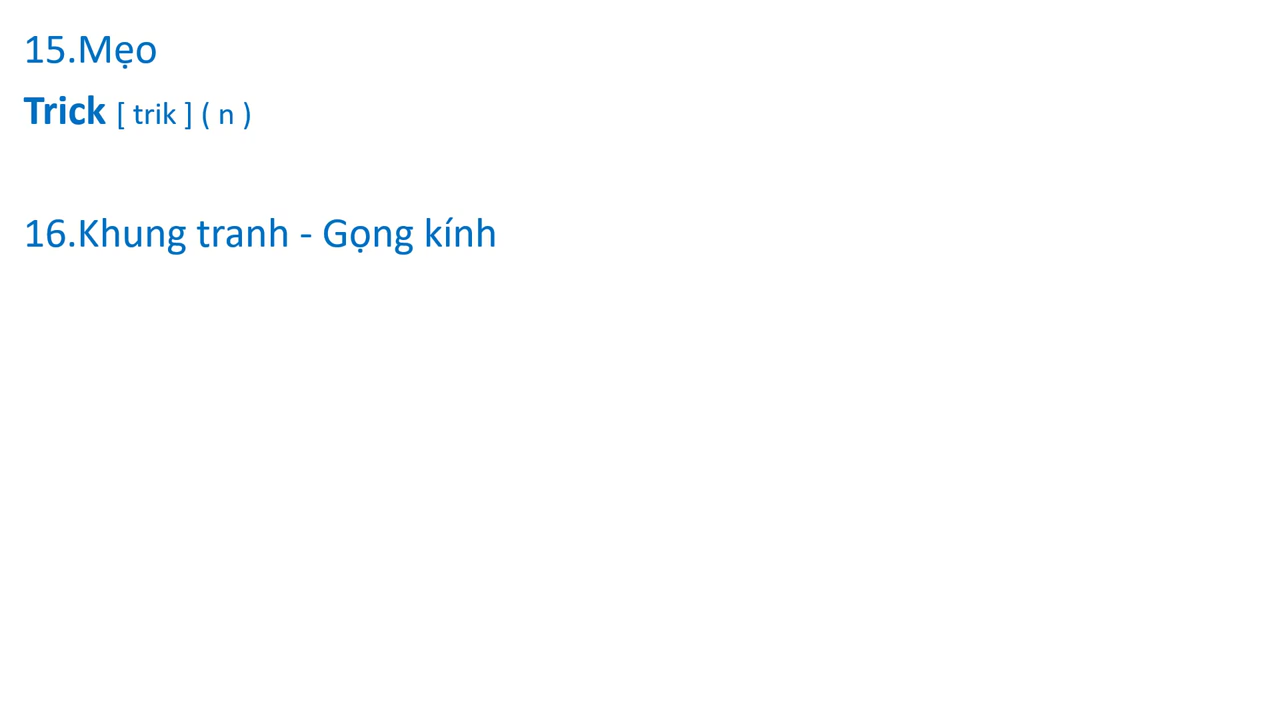 15.Mẹo
Trick [ trik ] ( n )
16.Khung tranh - Gọng kính